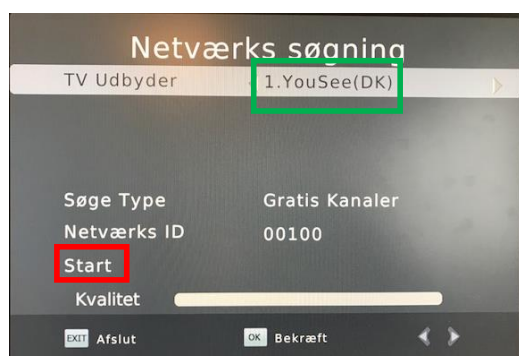 Netværks søgning
TV Udbyder 1.YouSee(DK)
Søge Type Gratis Kanaler
Netværks ID 00100
Start
Kvalitet
EXIT Afslut OK Bekræft